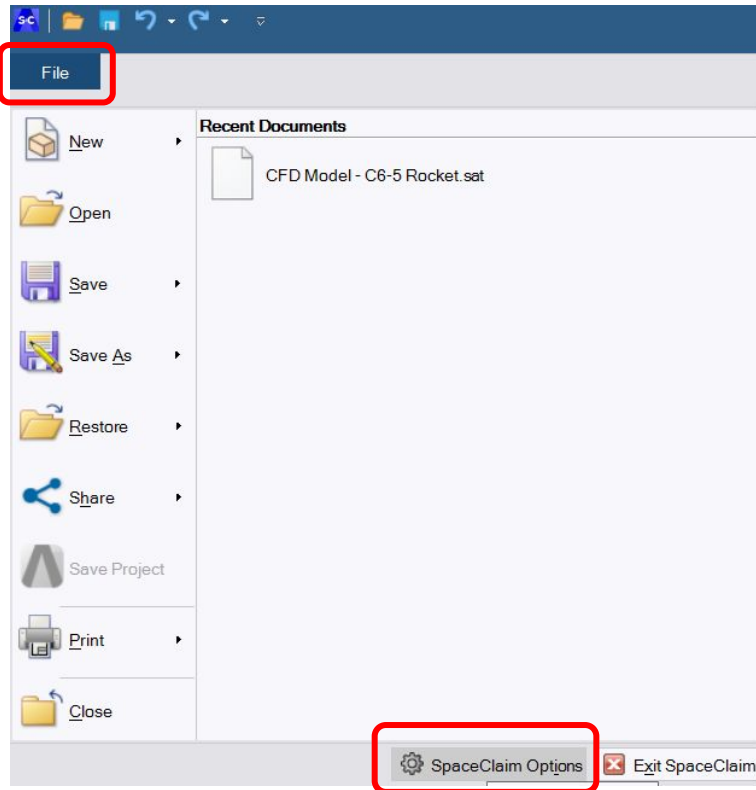 SC
File
New
Recent Documents
CFD Model - C6-5 Rocket.sat
Open
Save
Save As
Restore
Share
Save Project
Print
Close
SpaceClaim Options
Exit SpaceClaim